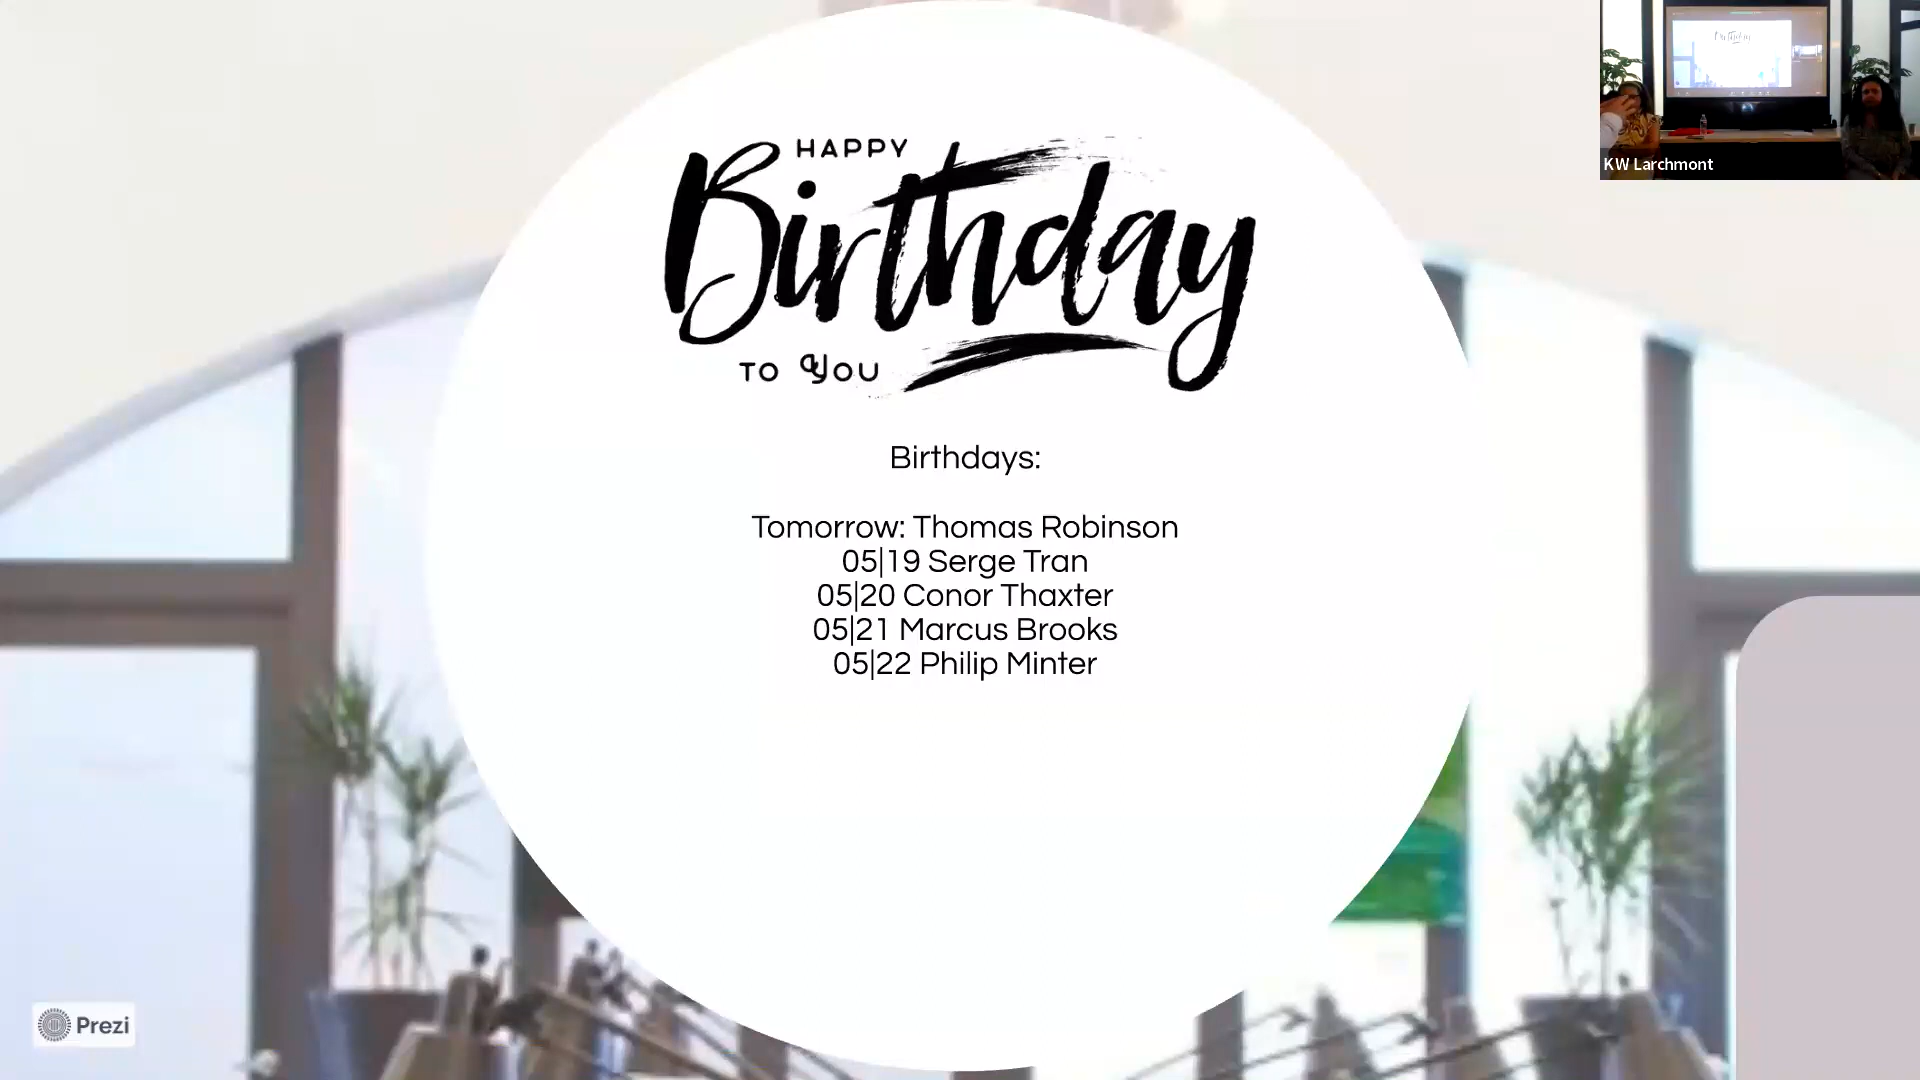 HAPPY
Birthday
TO YOU
Birthdays:
Tomorrow: Thomas Robinson
05|19 Serge Tran
05|20 Conor Thaxter
05|21 Marcus Brooks
05|22 Philip Minter
KW Larchmont
Prezi